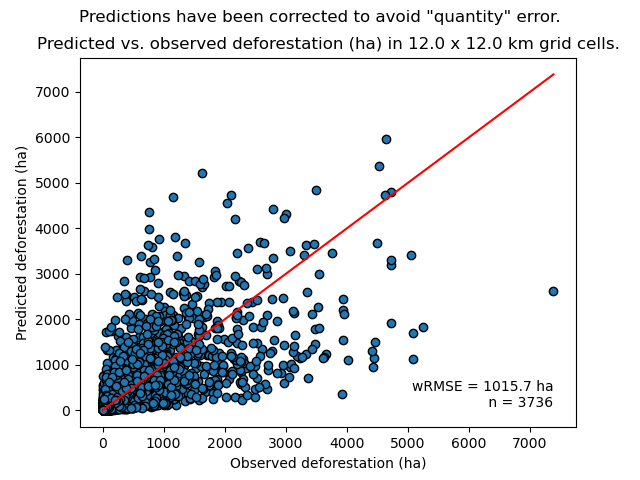 Predictions have been corrected to avoid "quantity" error.
Predicted vs. observed deforestation (ha) in 12.0 x 12.0 km grid cells.
7000
6000
5000
4000
3000
2000
1000
0
Predicted deforestation (ha)
wRMSE = 1015.7 ha
n = 3736
0 1000 2000 3000 4000 5000 6000 7000
Observed deforestation (ha)